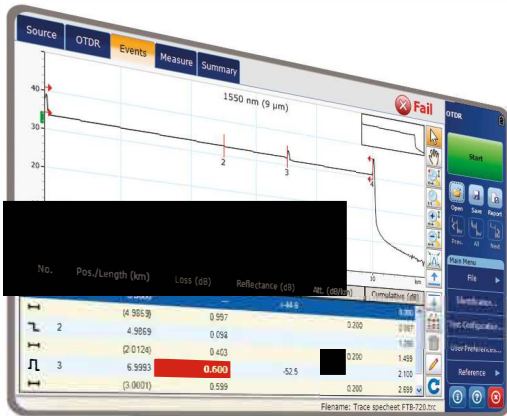 Source OTDR Events Measure Summary
1550 nm (9 µm)
Fail
OTDR
40
30
20
2
3
4
10 km
Start
Open Save Report
Prev. All Next
Main Menu
File
Identification...
Test Configuration...
User Preferences...
Reference
No. Pos./Length (km) Loss (dB) Reflectance (dB) Att. (dB/km) Cumulative (dB)
(4.9869) 0.997 0.200
2 4.9869 0.098
(2.0124) 0.403 0.200 1.499
3 6.9993 0.600 -52.5 2.100
(3.0001) 0.599 0.200 2.699
Filename: Trace specheet FTB-720.trc